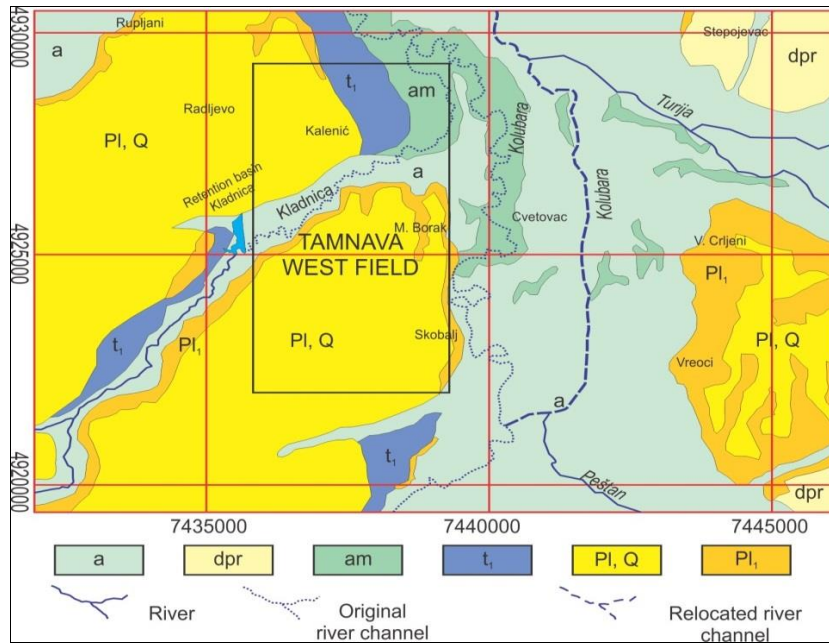 4930000
4925000
4920000
Rupljani
Stepojevac
a
dpr
t₁
am
Radljevo
Turija
Pl, Q
Kalenić
Kolubara
a
Retention basin
Kladnica
Kladnica
Kolubara
M. Borak
Cvetovac
V. Crljeni
TAMNAVA
WEST FIELD
Pl₁
Pl, Q
t₁
Pl₁
Pl, Q
Skobalj
Vreoci
a
t₁
Peštan
dpr
7435000
7440000
7445000
a
dpr
am
t₁
Pl, Q
Pl₁
River
Original
river channel
Relocated river
channel